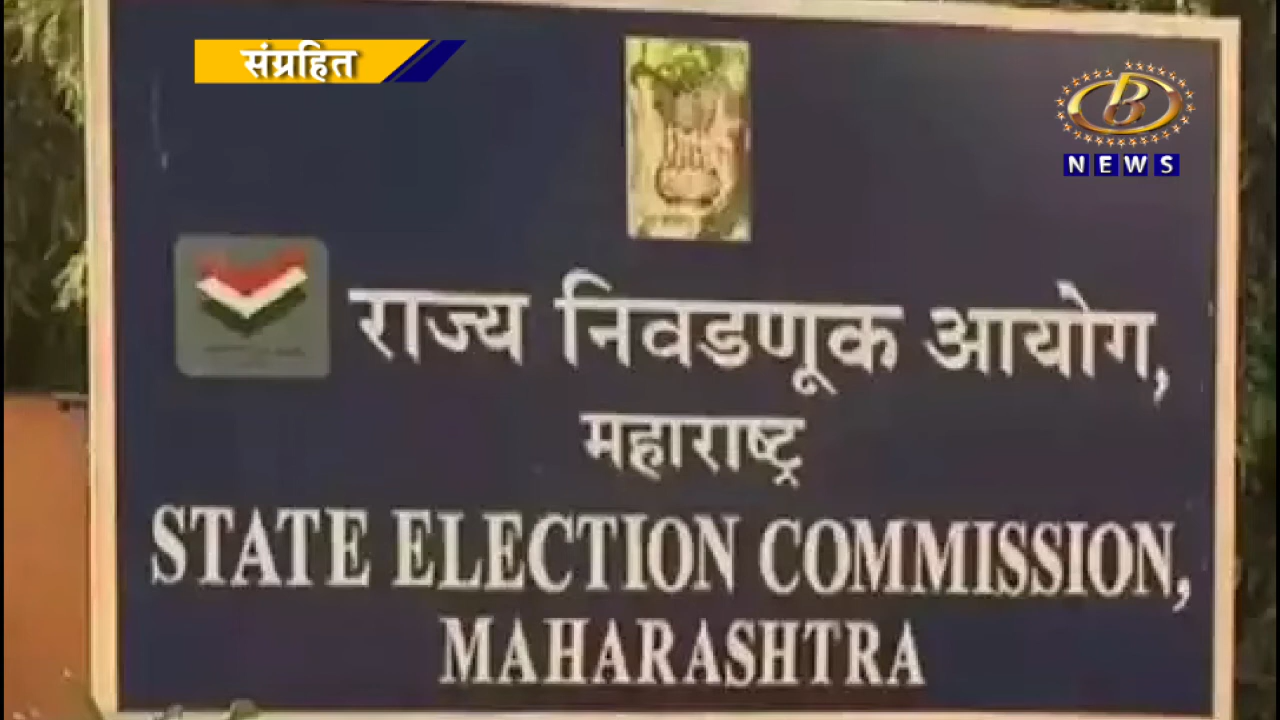 संग्रहित
B
NEWS
राज्य निवडणूक आयोग,
महाराष्ट्र
STATE ELECTION COMMISSION,
MAHARASHTRA